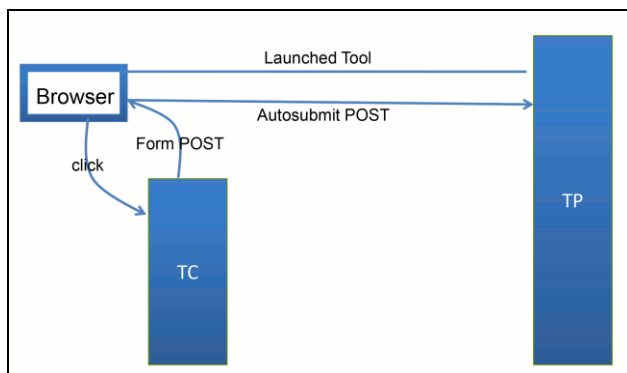 Launched Tool
Browser
Autosubmit POST
Form POST
click
TP
TC